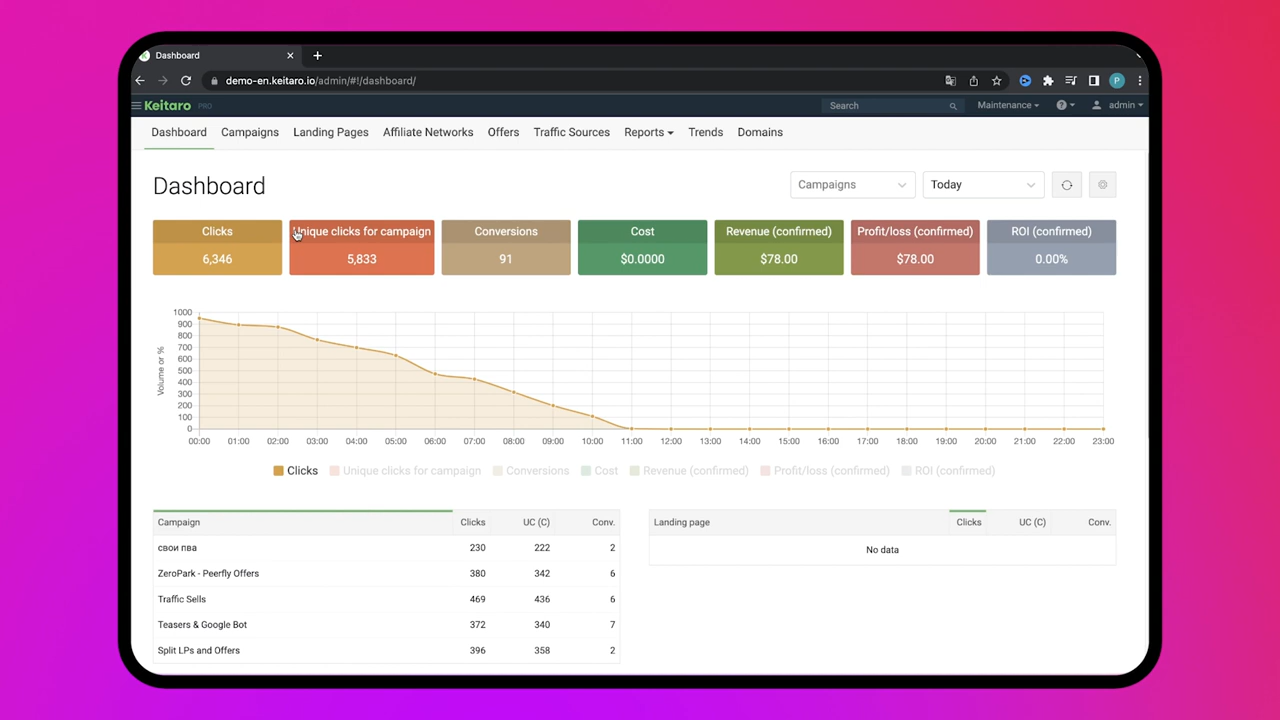 Dashboard
demo-en.keitaro.io/admin/#!/dashboard/
P
Keitaro PRO Search Maintenance admin
Dashboard Campaigns Landing Pages Affiliate Networks Offers Traffic Sources Reports Trends Domains
Dashboard Campaigns Today
Clicks Unique clicks for campaign Conversions Cost Revenue (confirmed) Profit/loss (confirmed) ROI (confirmed)
6,346 5,833 91 $0.0000 $78.00 $78.00 0.00%
Volume or %
1000
900
800
700
600
500
400
300
200
100
0
00:00 01:00 02:00 03:00 04:00 05:00 06:00 07:00 08:00 09:00 10:00 11:00 12:00 13:00 14:00 15:00 16:00 17:00 18:00 19:00 20:00 21:00 22:00 23:00
Clicks Unique clicks for campaign Conversions Cost Revenue (confirmed) Profit/loss (confirmed) ROI (confirmed)
Campaign Clicks UC (C) Conv.
свои пва 230 222 2
ZeroPark - Peerfly Offers 380 342 6
Traffic Sells 469 436 6
Teasers & Google Bot 372 340 7
Split LPs and Offers 396 358 2
Landing page Clicks UC (C) Conv.
No data